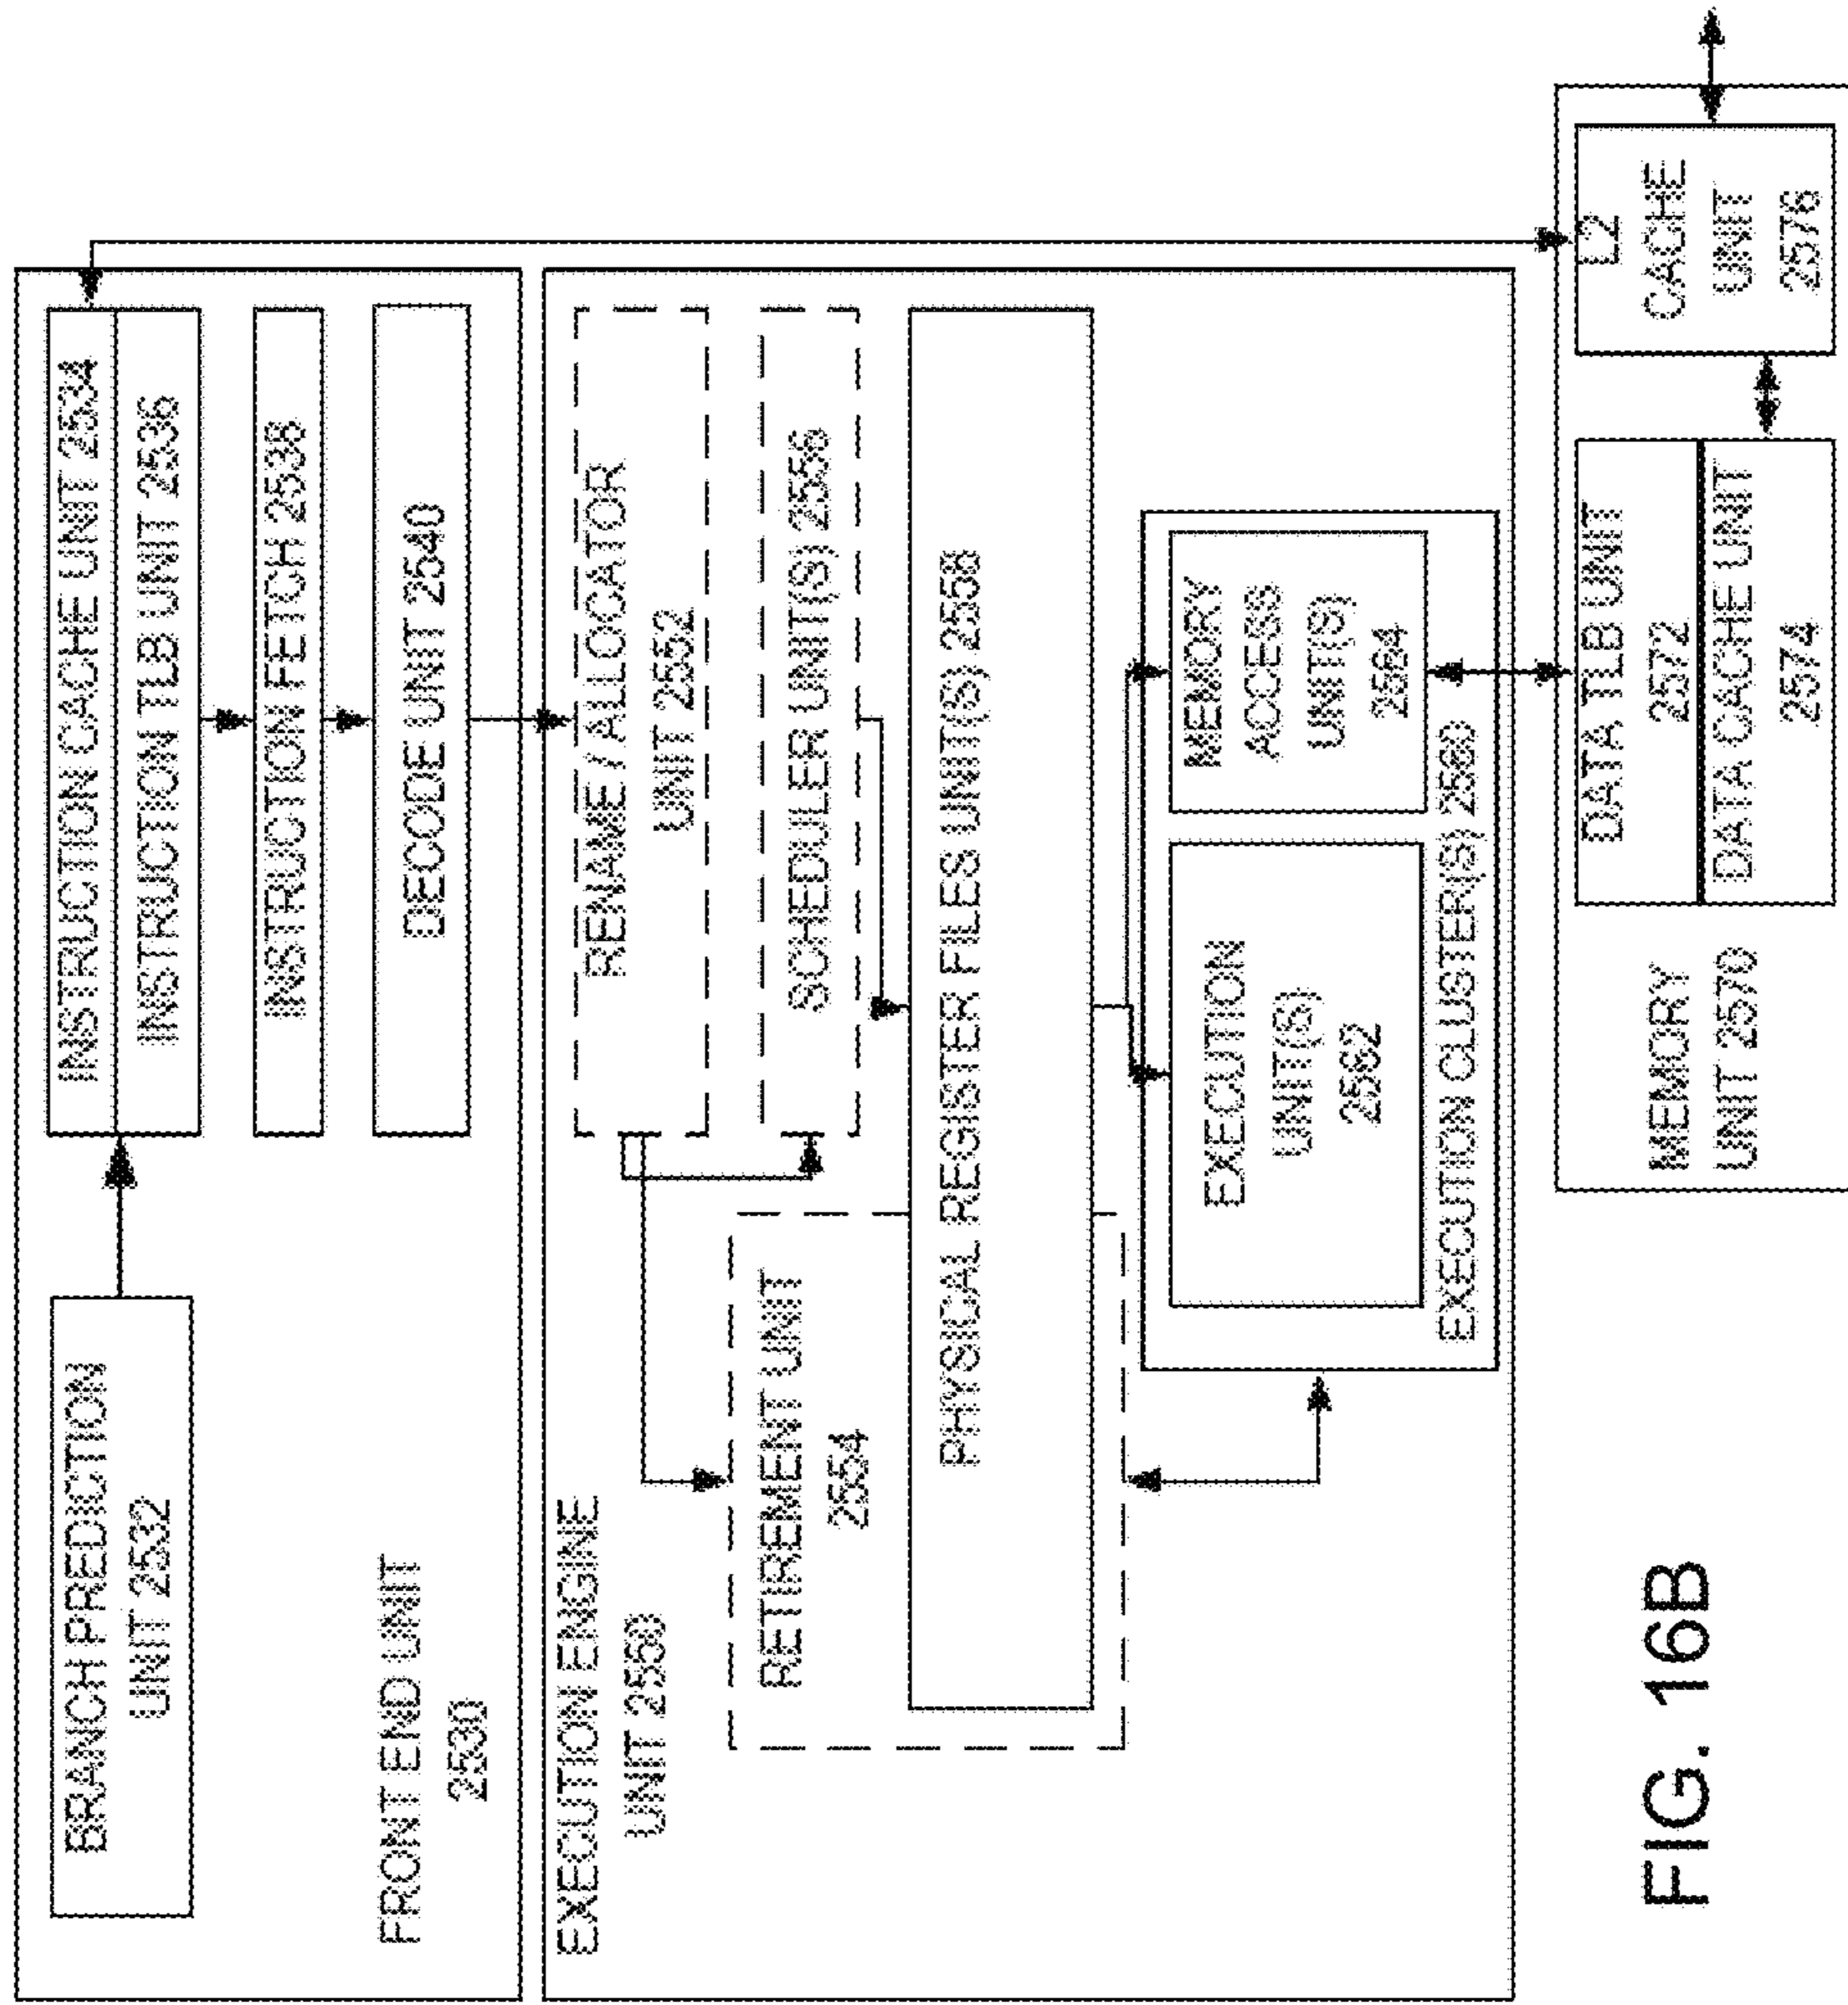 BRANCH PREDICTION
UNIT 2532
INSTRUCTION CACHE UNIT 2534
INSTRUCTION TLB UNIT 2536
INSTRUCTION FETCH 2538
DECODE UNIT 2540
FRONT END UNIT
2530
EXECUTION ENGINE
UNIT 2550
RENAME / ALLOCATOR
UNIT 2552
SCHEDULER UNIT(S) 2556
RETIREMENT UNIT
2554
PHYSICAL REGISTER FILES UNIT(S) 2558
EXECUTION
UNIT(S)
2562
MEMORY
ACCESS
UNIT(S)
2564
EXECUTION CLUSTER(S) 2560
MEMORY
UNIT 2570
DATA TLB UNIT
2572
DATA CACHE UNIT
2574
L2
CACHE
UNIT
2576
FIG. 16B